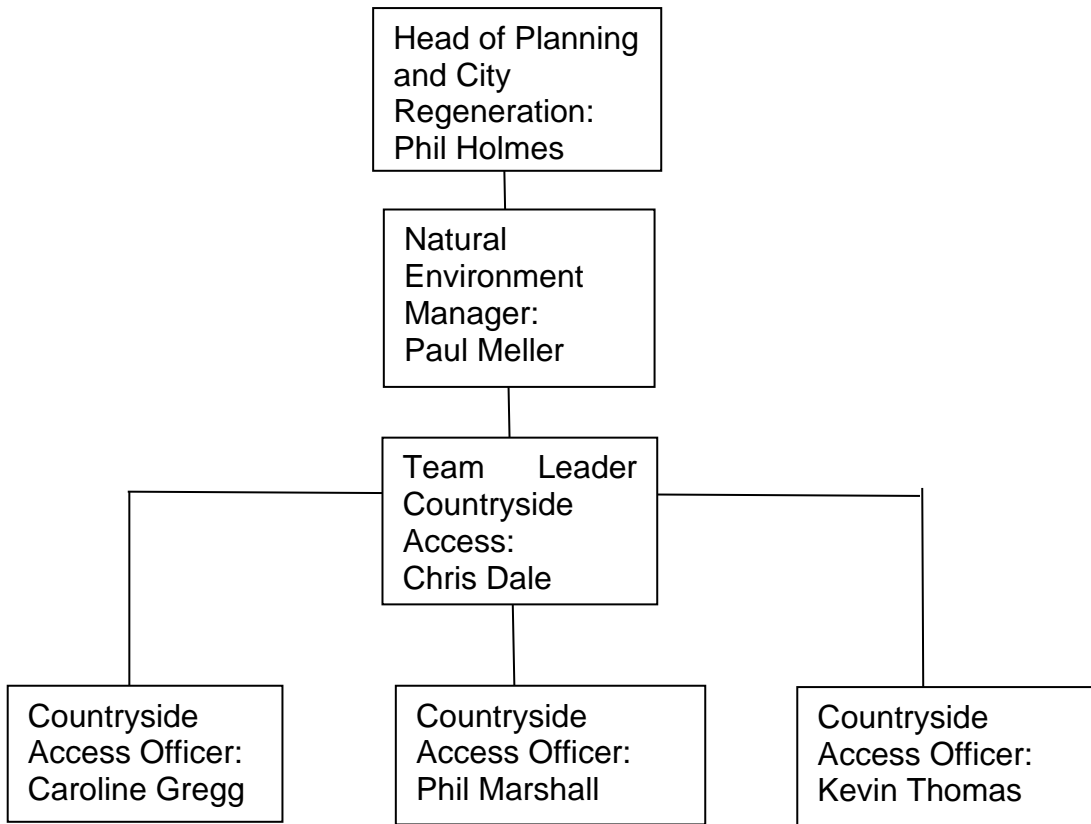 Head of Planning
and City
Regeneration:
Phil Holmes
Natural
Environment
Manager:
Paul Meller
Team Leader
Countryside
Access:
Chris Dale
Countryside
Access Officer:
Caroline Gregg
Countryside
Access Officer:
Phil Marshall
Countryside
Access Officer:
Kevin Thomas